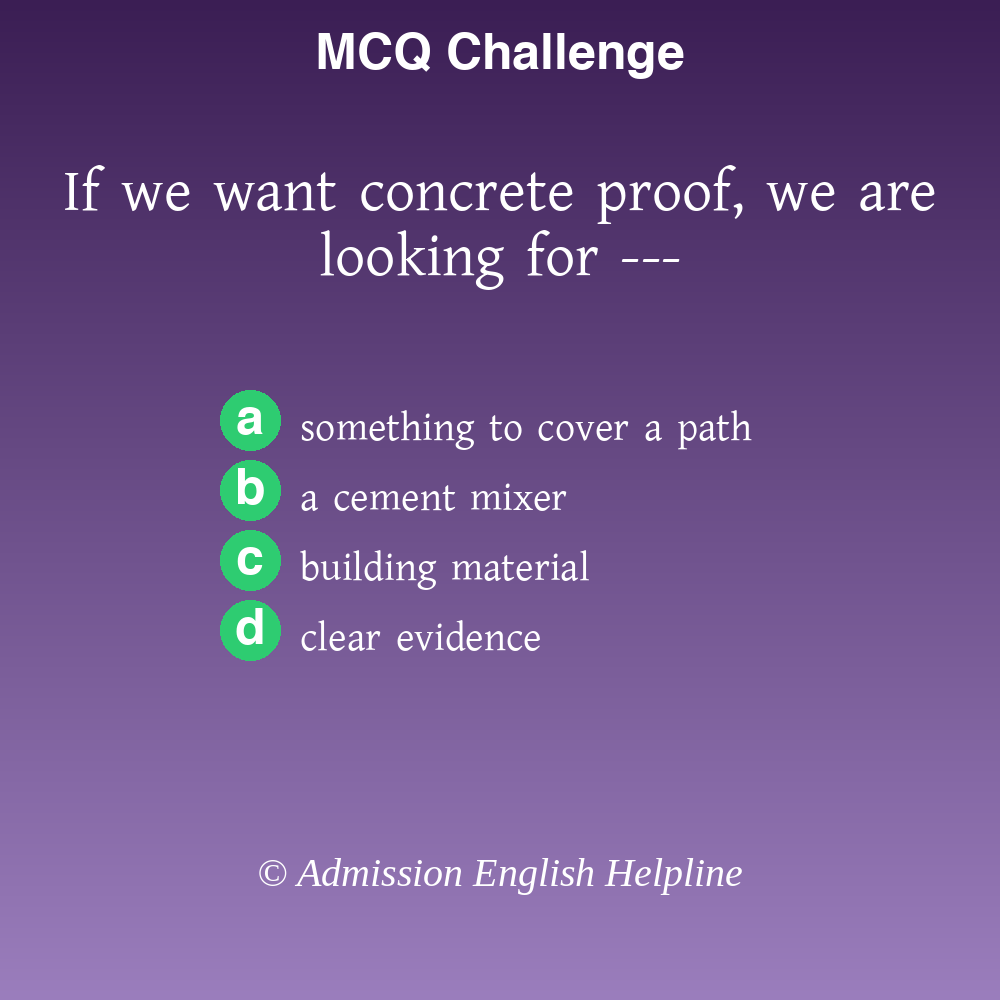 MCQ Challenge
If we want concrete proof, we are
looking for ---
a something to cover a path
b a cement mixer
c building material
d clear evidence
© Admission English Helpline